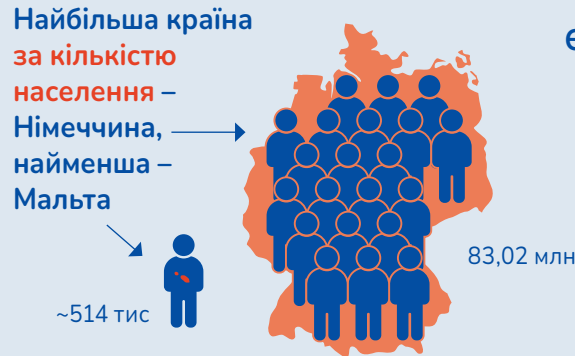 Найбільша країна
за кількістю
населення –
Німеччина,
найменша –
Мальта
83,02 млн
~514 тис